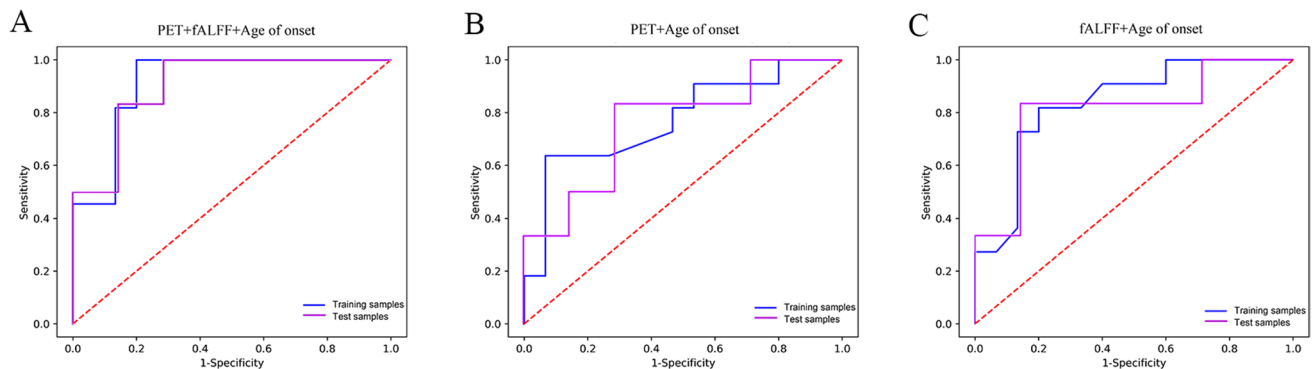 A
PET+fALFF+Age of onset
1.0
0.8
0.6
0.4
0.2
0.0
Sensitivity
Training samples
Test samples
0.0 0.2 0.4 0.6 0.8 1.0
1-Specificity
B
PET+Age of onset
1.0
0.8
0.6
0.4
0.2
0.0
Sensitivity
Training samples
Test samples
0.0 0.2 0.4 0.6 0.8 1.0
1-Specificity
C
fALFF+Age of onset
1.0
0.8
0.6
0.4
0.2
0.0
Sensitivity
Training samples
Test samples
0.0 0.2 0.4 0.6 0.8 1.0
1-Specificity